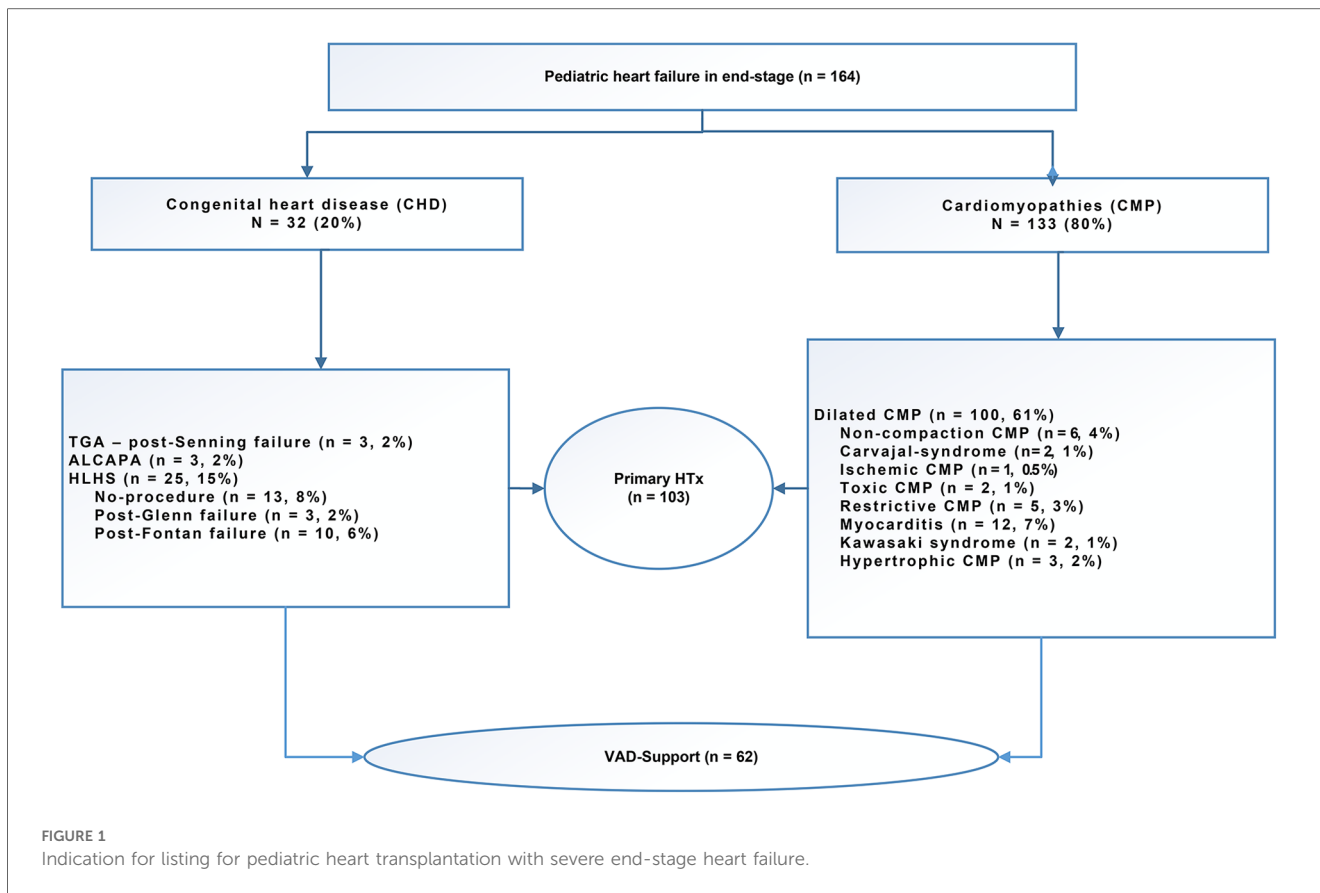 Pediatric heart failure in end-stage (n = 164)
Congenital heart disease (CHD)
N = 32 (20%)
Cardiomyopathies (CMP)
N = 133 (80%)
TGA – post-Senning failure (n = 3, 2%)
ALCAPA (n = 3, 2%)
HLHS (n = 25, 15%)
No-procedure (n = 13, 8%)
Post-Glenn failure (n = 3, 2%)
Post-Fontan failure (n = 10, 6%)
Primary HTx
(n = 103)
Dilated CMP (n = 100, 61%)
Non-compaction CMP (n=6, 4%)
Carvajal-syndrome (n=2, 1%)
Ischemic CMP (n=1, 0.5%)
Toxic CMP (n = 2, 1%)
Restrictive CMP (n = 5, 3%)
Myocarditis (n = 12, 7%)
Kawasaki syndrome (n = 2, 1%)
Hypertrophic CMP (n = 3, 2%)
VAD-Support (n = 62)
FIGURE 1
Indication for listing for pediatric heart transplantation with severe end-stage heart failure.